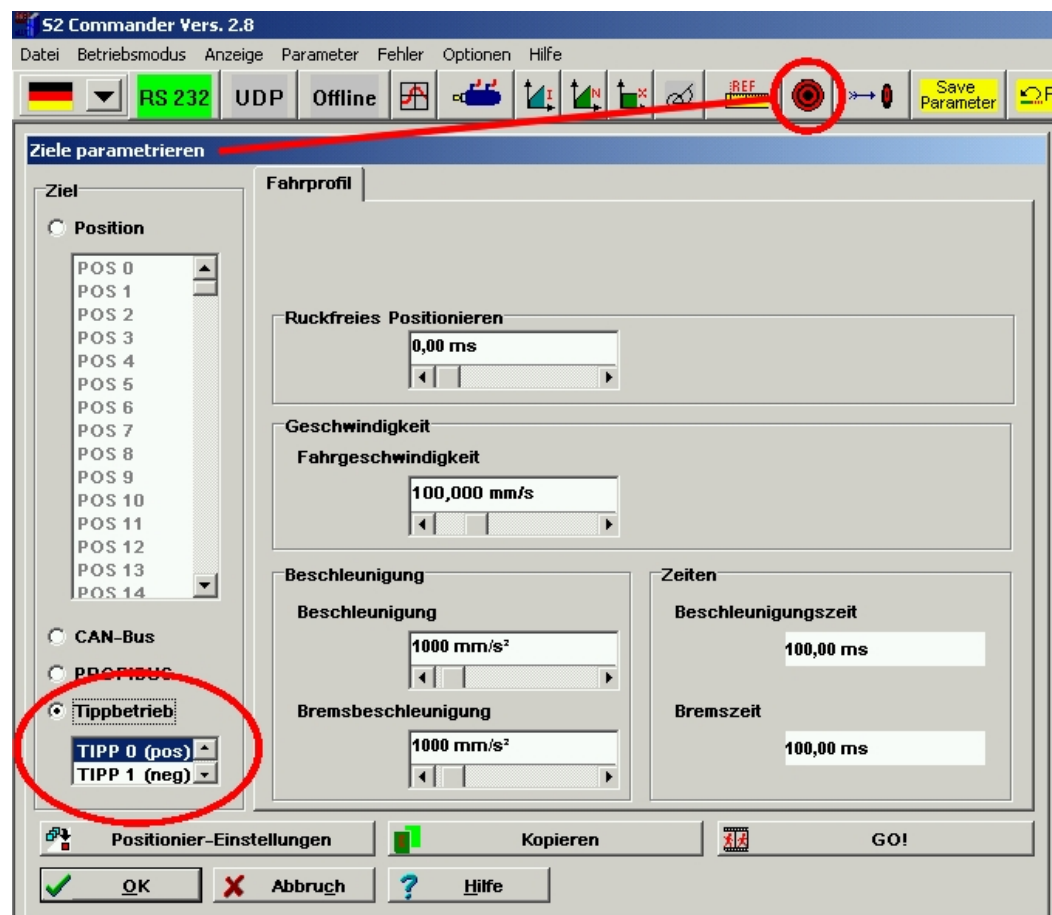 S2 Commander Vers. 2.8
Datei Betriebsmodus Anzeige Parameter Fehler Optionen Hilfe
RS 232 UDP Offline I N X REF Save Parameter
Ziele parametrieren
Ziel
Position
POS 0
POS 1
POS 2
POS 3
POS 4
POS 5
POS 6
POS 7
POS 8
POS 9
POS 10
POS 11
POS 12
POS 13
POS 14
CAN-Bus
PROFIBUS
Tippbetrieb
TIPP 0 (pos)
TIPP 1 (neg)
Fahrprofil
Ruckfreies Positionieren
0,00 ms
Geschwindigkeit
Fahrgeschwindigkeit
100,000 mm/s
Beschleunigung
Beschleunigung
1000 mm/s²
Bremsbeschleunigung
1000 mm/s²
Zeiten
Beschleunigungszeit
100,00 ms
Bremszeit
100,00 ms
Positionier-Einstellungen Kopieren GO!
OK Abbruch Hilfe